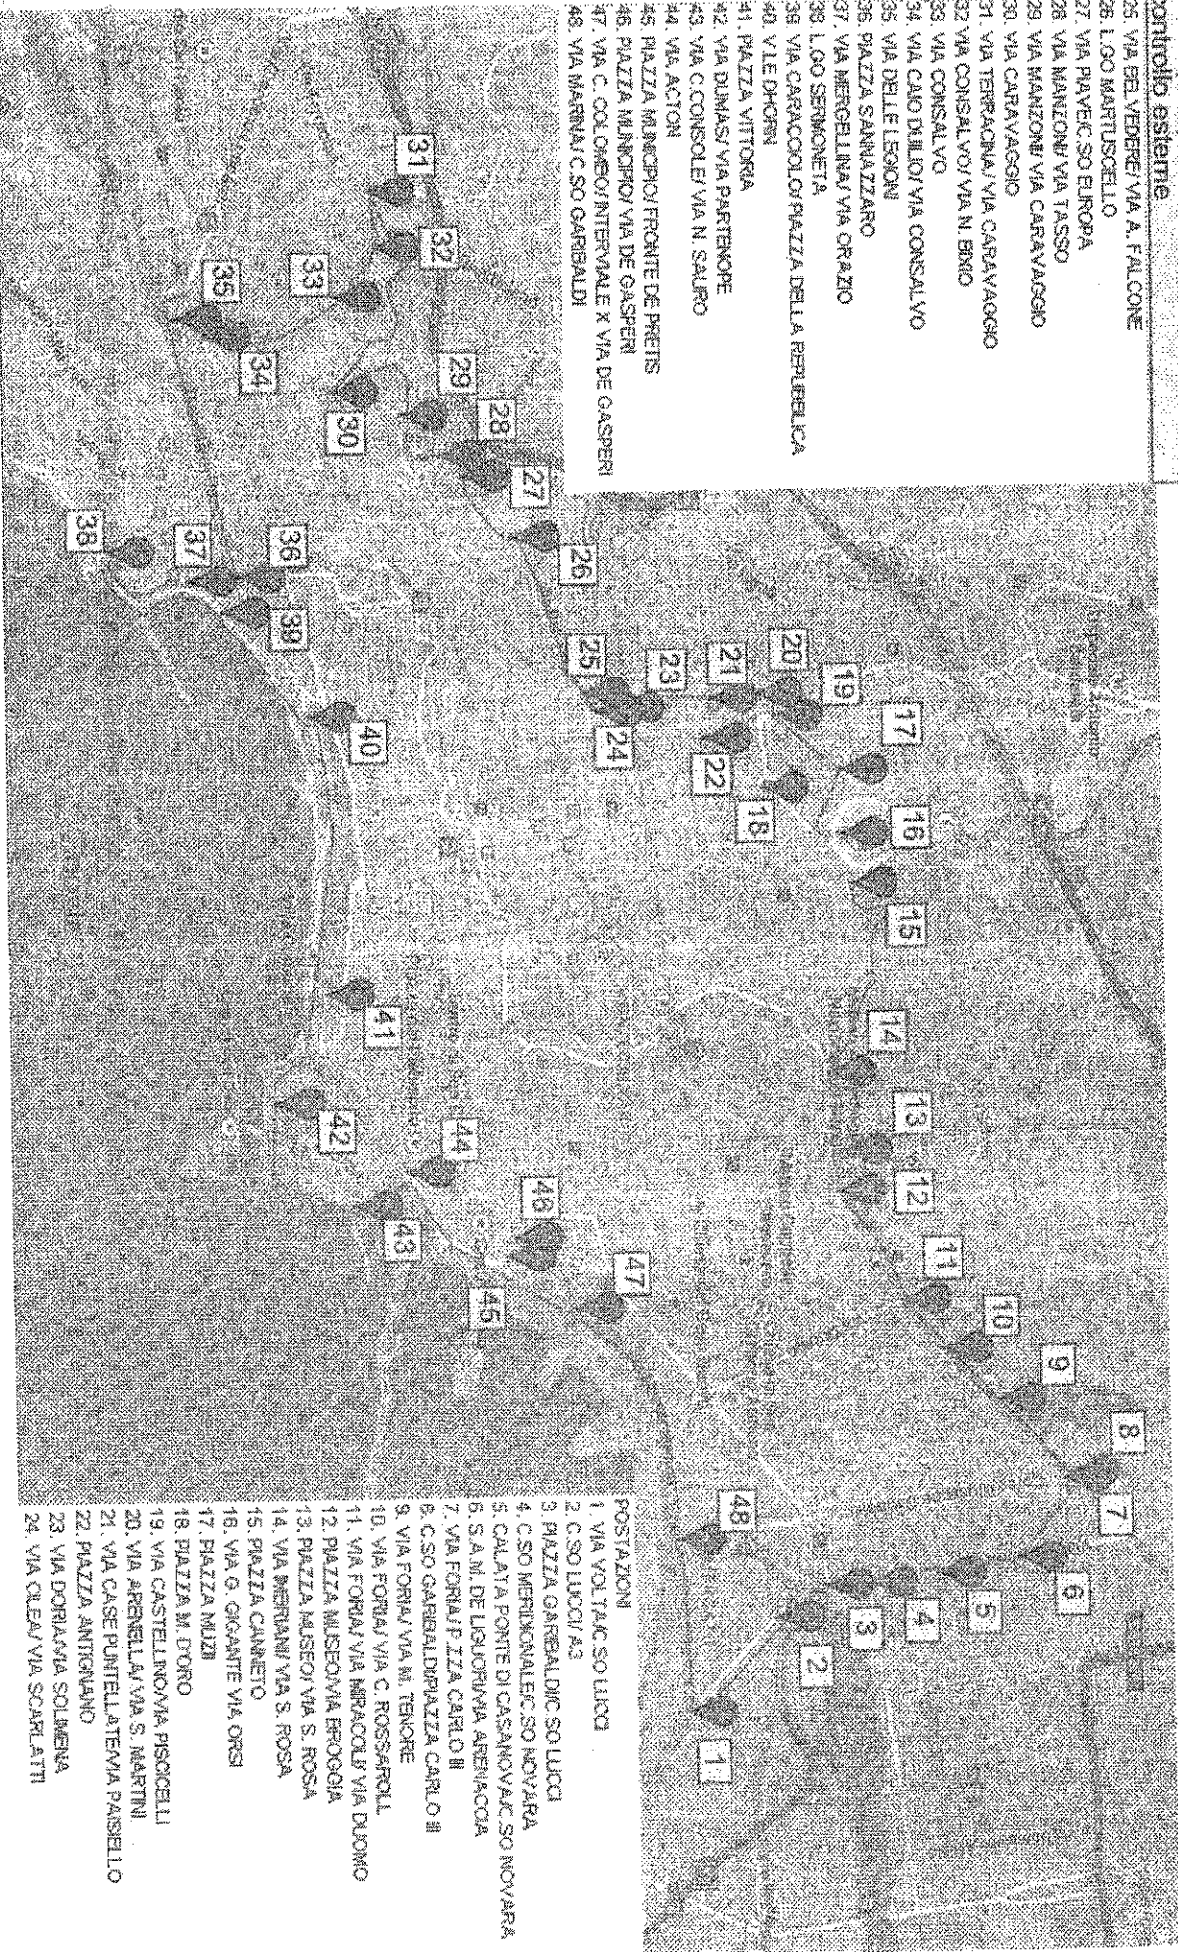 controllo esterne
25. VIA BELVEDERE/ VIA A. FALCONE
26. L.GO MARTUSCELLO
27. VIA PIAVE/C.SO EUROPA
28. VIA MANZONI/ VIA TASSO
29. VIA MANZONI/ VIA CARAVAGGIO
30. VIA CARAVAGGIO
31. VIA TERRACINA/ VIA CARAVAGGIO
32. VIA CONSALVO/ VIA N. BIXIO
33. VIA CONSALVO
34. VIA CAIO DUILIO/ VIA CONSALVO
35. VIA DELLE LEGIONI
36. PIAZZA SANNAZZARO
37. VIA MERGELLINA/ VIA ORAZIO
38. L.GO SERMONETA
39. VIA CARACCIOLO/ PIAZZA DELLA REPUBBLICA
40. V.LE DHORN
41. PIAZZA VITTORIA
42. VIA DUMAS/ VIA PARTENOPE
43. VIA C.CONSOLE/ VIA N. SAURO
44. VIA ACTON
45. PIAZZA MUNICIPIO/ FRONTE DE PRETIS
46. PIAZZA MUNICIPIO/ VIA DE GASPERI
47. VIA C. COLOMBO/ INTERVIALE X VIA DE GASPERI
48. VIA MARINA/ C.SO GARIBALDI
31
32
33
35
34
30
29
28
27
26
38
37
36
39
25
23
24
21
20
19
22
18
17
16
15
40
41
42
14
13
12
11
10
9
8
7
44
43
46
45
47
48
6
5
4
3
2
1
POSTAZIONI
1. VIA VOLTA/C.SO LUCCI
2. C.SO LUCCI/ A3
3. PIAZZA GARIBALDI/C.SO LUCCI
4. C.SO MERIDIONALE/C.SO NOVARA
5. CALATA PONTE DI CASANOVA/C.SO NOVARA
6. S.A.M. DE LIGUORI/VIA ARENACCIA
7. VIA FORIA/ P.ZZA CARLO III
8. C.SO GARIBALDI/PIAZZA CARLO III
9. VIA FORIA/ VIA M. TENORE
10. VIA FORIA/ VIA C. ROSSAROLL
11. VIA FORIA/ VIA MIRACOLI/ VIA DUOMO
12. PIAZZA MUSEO/VIA BROGGIA
13. PIAZZA MUSEO/ VIA S. ROSA
14. VIA IMBRIANI/ VIA S. ROSA
15. PIAZZA CANNETO
16. VIA G. GIGANTE VIA ORSI
17. PIAZZA MUZII
18. PIAZZA M. D'ORO
19. VIA CASTELLINO/VIA PISCICELLI
20. VIA ARENELLA/ VIA S. MARTINI
21. VIA CASE PUNTELLATE/VIA PAISIELLO
22. PIAZZA ANTIGNANO
23. VIA DORIA/VIA SOLIMENA
24. VIA CILEA/ VIA SCARLATTI